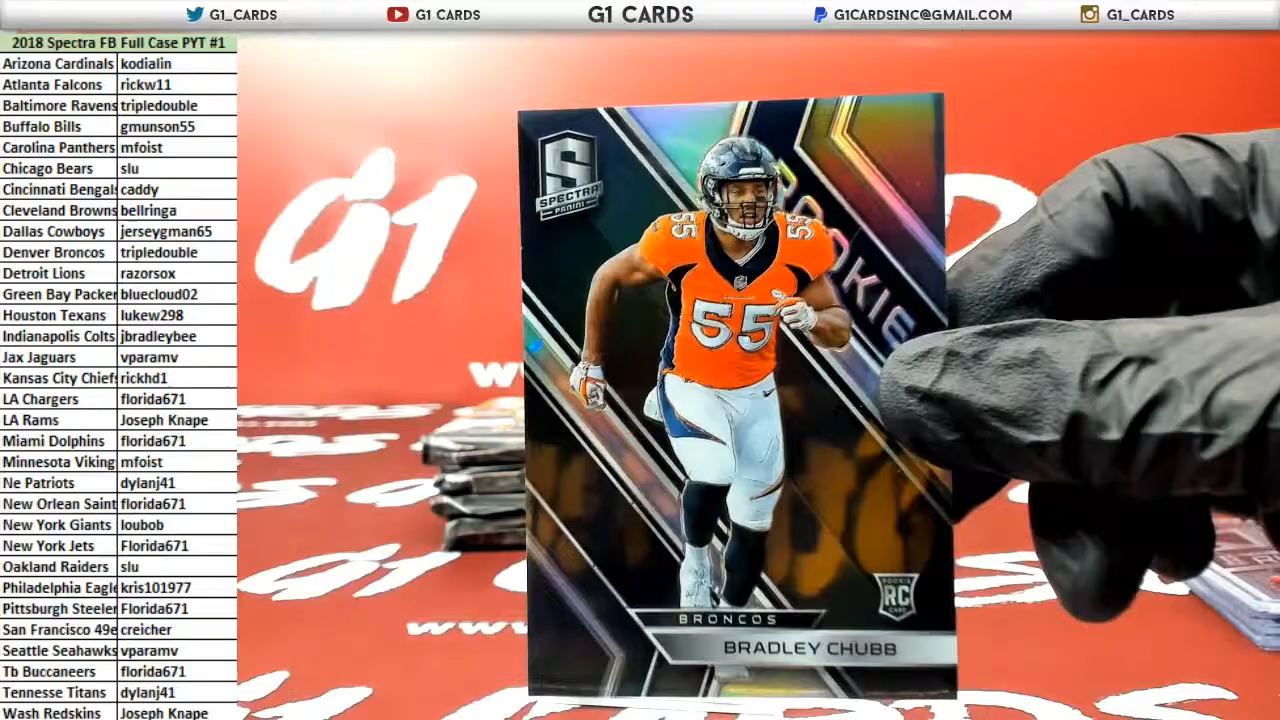 G1_CARDS
G1 CARDS
G1 CARDS
G1CARDSINC@GMAIL.COM
G1_CARDS
2018 Spectra FB Full Case PYT #1
Arizona Cardinals kodialin
Atlanta Falcons rickw11
Baltimore Ravens tripledouble
Buffalo Bills gmunson55
Carolina Panthers mfoist
Chicago Bears slu
Cincinnati Bengals caddy
Cleveland Browns bellringa
Dallas Cowboys jerseygman65
Denver Broncos tripledouble
Detroit Lions razorsox
Green Bay Packer bluecloud02
Houston Texans lukew298
Indianapolis Colts jbradleybee
Jax Jaguars vparamv
Kansas City Chiefs rickhd1
LA Chargers florida671
LA Rams Joseph Knape
Miami Dolphins florida671
Minnesota Viking mfoist
Ne Patriots dylanj41
New Orlean Saint florida671
New York Giants loubob
New York Jets Florida671
Oakland Raiders slu
Philadelphia Eagle kris101977
Pittsburgh Steeler Florida671
San Francisco 49e creicher
Seattle Seahawks vparamv
Tb Buccaneers florida671
Tennesse Titans dylanj41
Wash Redskins Joseph Knape
G1
S
SPECTRA
PANINI
ROOKIE
55
55
55
ROOKIE
RC
CARD
BRONCOS
BRADLEY CHUBB
G1
www